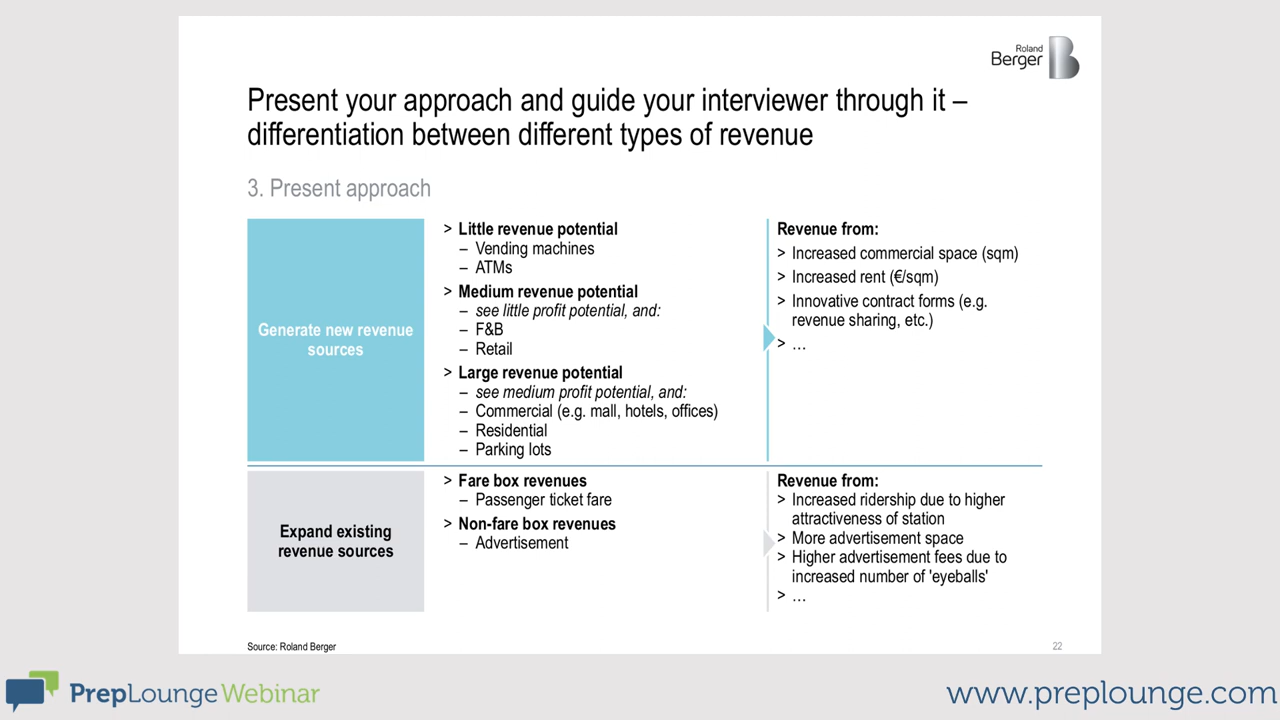 Roland
Berger
Present your approach and guide your interviewer through it –
differentiation between different types of revenue
3. Present approach
Generate new revenue
sources
> Little revenue potential
– Vending machines
– ATMs
> Medium revenue potential
– see little profit potential, and:
– F&B
– Retail
> Large revenue potential
– see medium profit potential, and:
– Commercial (e.g. mall, hotels, offices)
– Residential
– Parking lots
Revenue from:
> Increased commercial space (sqm)
> Increased rent (€/sqm)
> Innovative contract forms (e.g.
revenue sharing, etc.)
> …
Expand existing
revenue sources
> Fare box revenues
– Passenger ticket fare
> Non-fare box revenues
– Advertisement
Revenue from:
> Increased ridership due to higher
attractiveness of station
> More advertisement space
> Higher advertisement fees due to
increased number of 'eyeballs'
> …
Source: Roland Berger
22
PrepLounge Webinar
www.preplounge.com